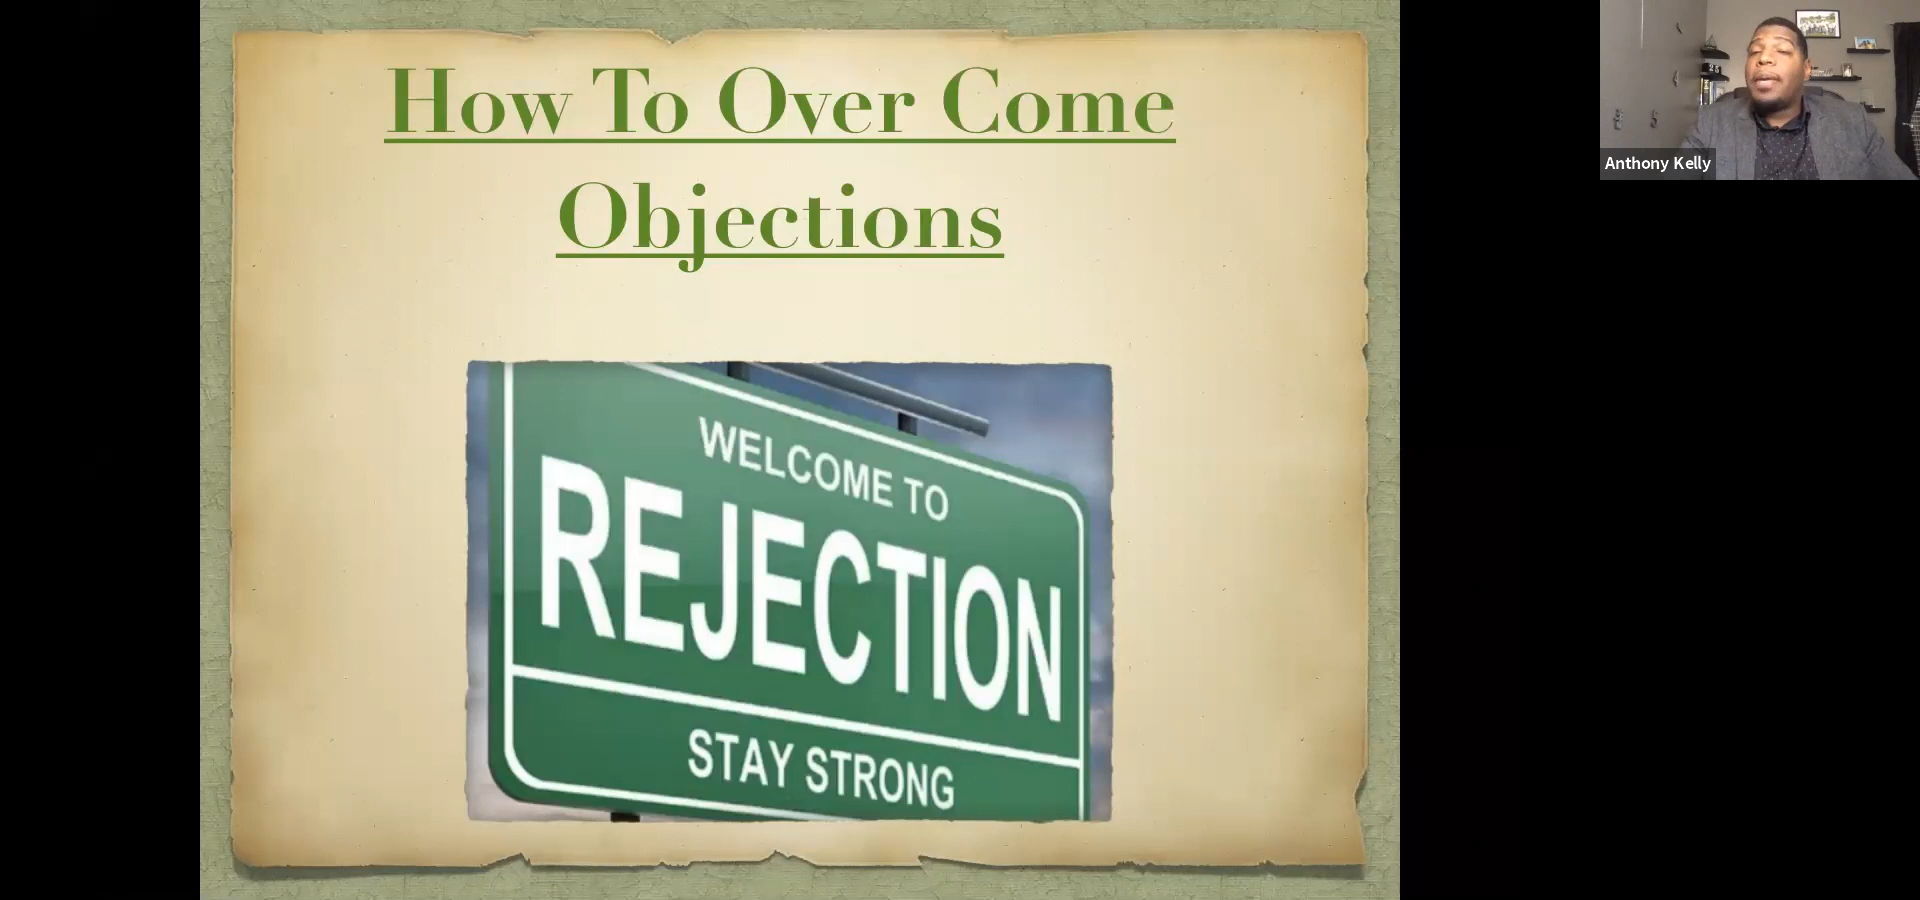 How To Over Come
Objections
WELCOME TO
REJECTION
STAY STRONG
Anthony Kelly